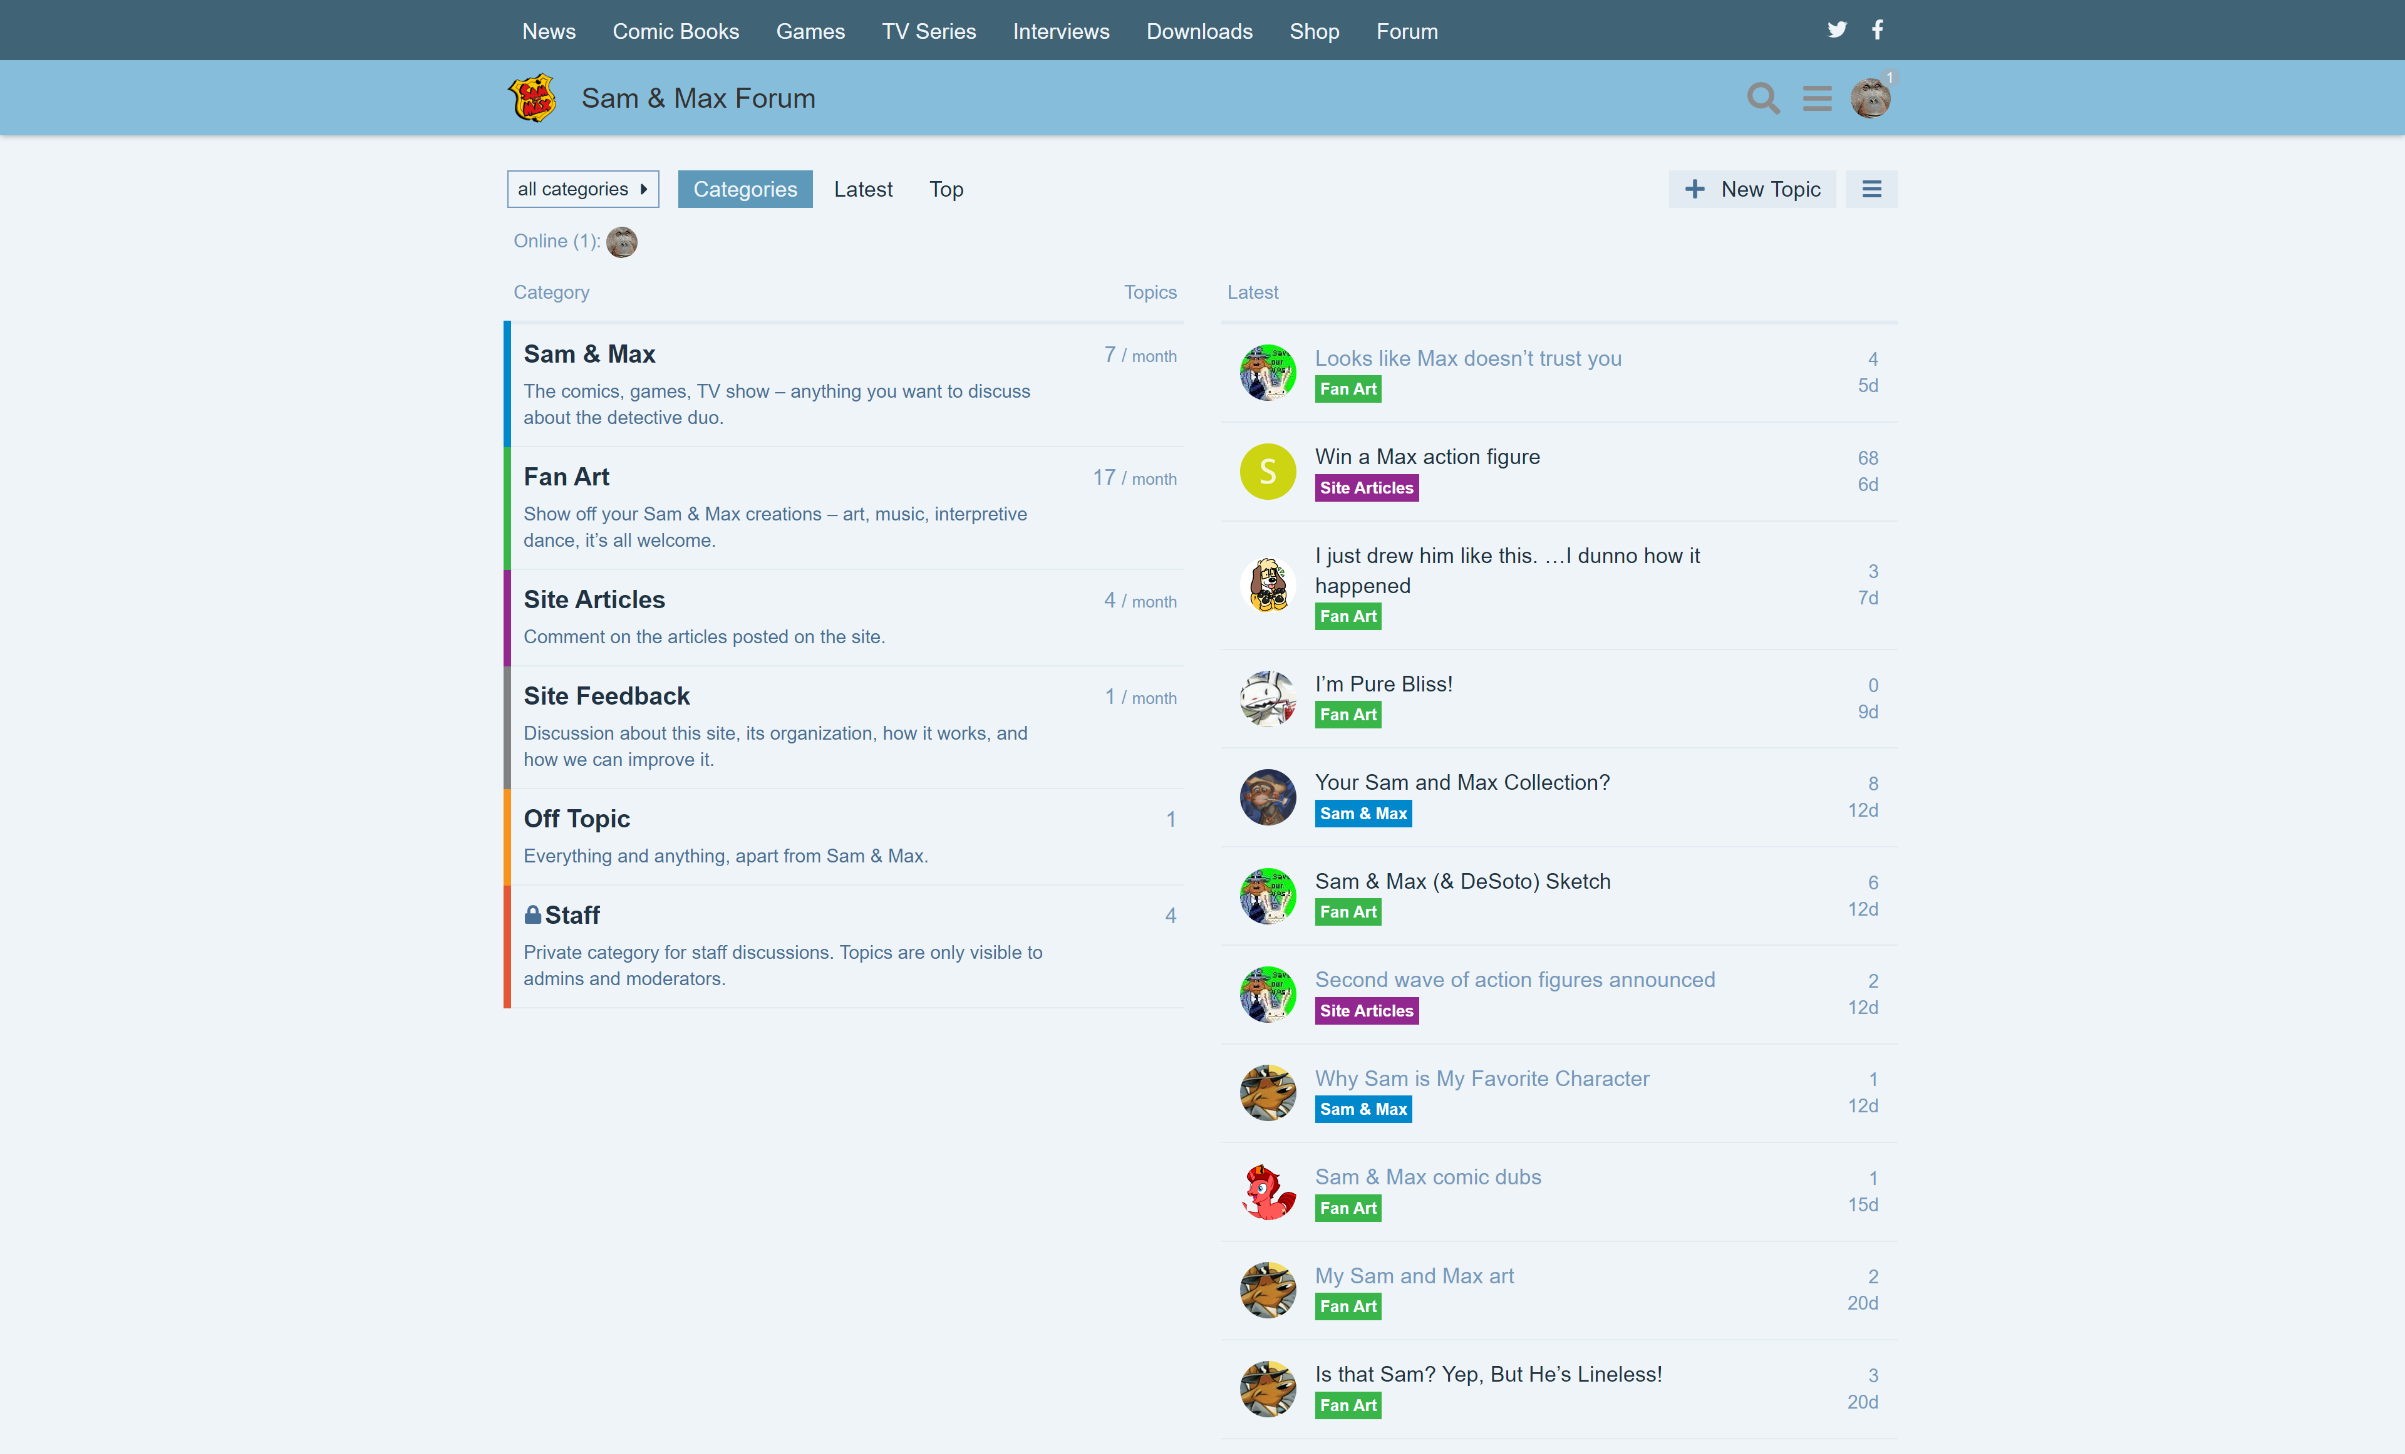 News Comic Books Games TV Series Interviews Downloads Shop Forum
SAM & MAX
Sam & Max Forum
1
all categories
Categories
Latest
Top
New Topic
Online (1):
Category Topics
Sam & Max 7 / month
The comics, games, TV show – anything you want to discuss
about the detective duo.
Fan Art 17 / month
Show off your Sam & Max creations – art, music, interpretive
dance, it’s all welcome.
Site Articles 4 / month
Comment on the articles posted on the site.
Site Feedback 1 / month
Discussion about this site, its organization, how it works, and
how we can improve it.
Off Topic 1
Everything and anything, apart from Sam & Max.
Staff 4
Private category for staff discussions. Topics are only visible to
admins and moderators.
Latest
Looks like Max doesn’t trust you 4
Fan Art 5d
S
Win a Max action figure 68
Site Articles 6d
I just drew him like this. …I dunno how it
happened 3
Fan Art 7d
I’m Pure Bliss! 0
Fan Art 9d
Your Sam and Max Collection? 8
Sam & Max 12d
Sam & Max (& DeSoto) Sketch 6
Fan Art 12d
Second wave of action figures announced 2
Site Articles 12d
Why Sam is My Favorite Character 1
Sam & Max 12d
Sam & Max comic dubs 1
Fan Art 15d
My Sam and Max art 2
Fan Art 20d
Is that Sam? Yep, But He’s Lineless! 3
Fan Art 20d